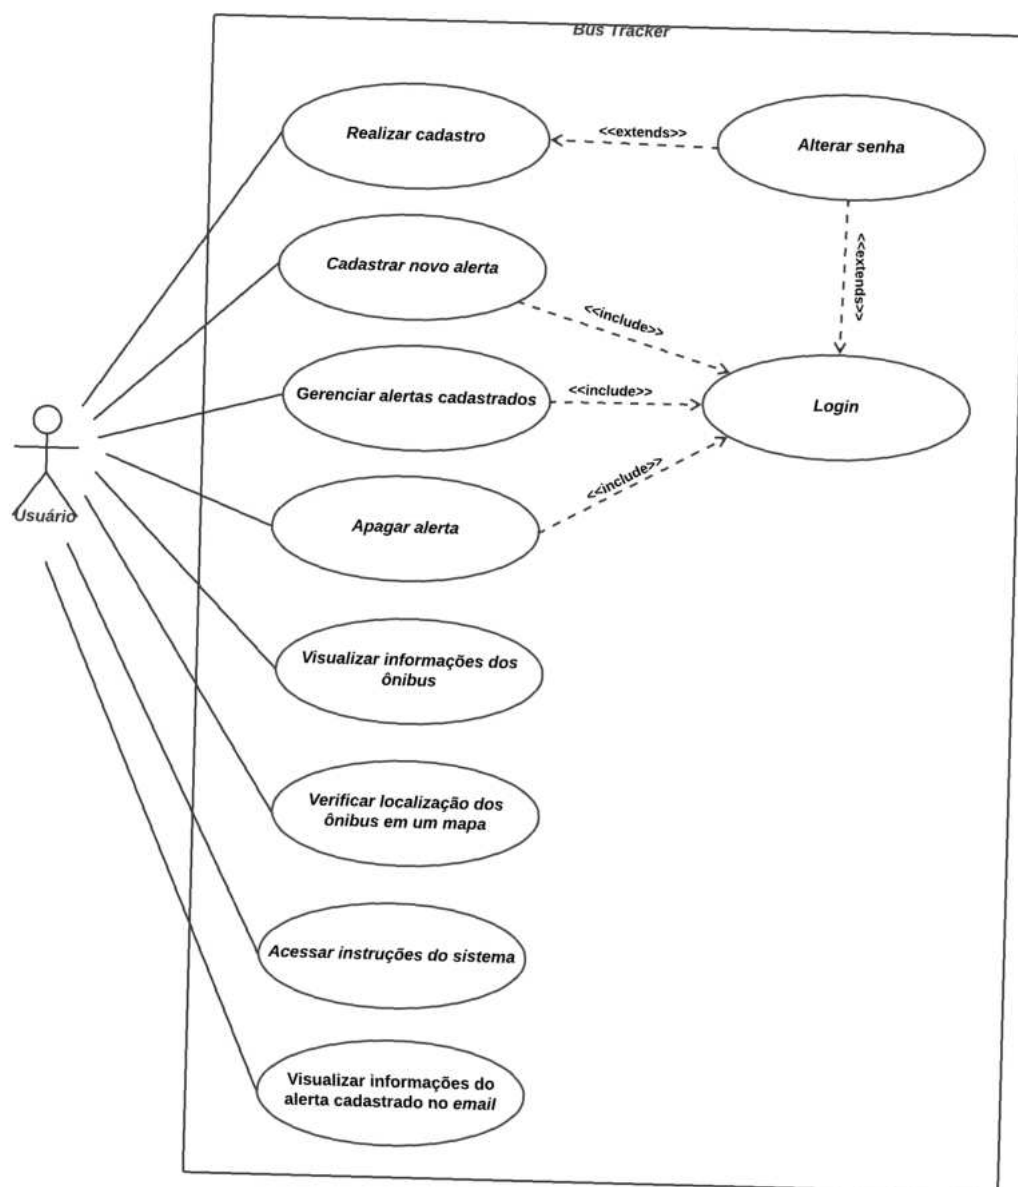 Bus Tracker
Realizar cadastro
<<extends>>
Alterar senha
<<extends>>
Cadastrar novo alerta
<<include>>
Gerenciar alertas cadastrados
<<include>>
Login
<<include>>
Usuário
Apagar alerta
Visualizar informações dos
ônibus
Verificar localização dos
ônibus em um mapa
Acessar instruções do sistema
Visualizar informações do
alerta cadastrado no email